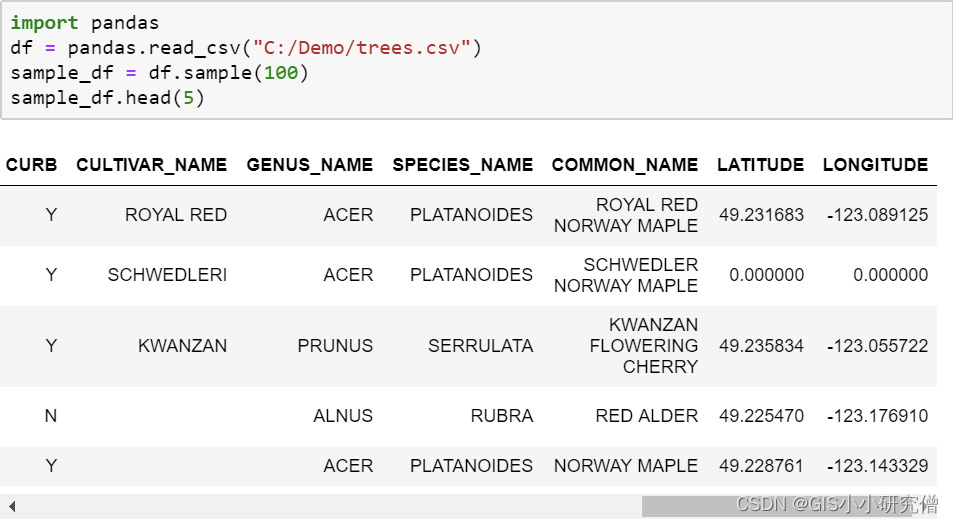 import pandas
df = pandas.read_csv("C:/Demo/trees.csv")
sample_df = df.sample(100)
sample_df.head(5)
CURB CULTIVAR_NAME GENUS_NAME SPECIES_NAME COMMON_NAME LATITUDE LONGITUDE
Y ROYAL RED ACER PLATANOIDES ROYAL RED NORWAY MAPLE 49.231683 -123.089125
Y SCHWEDLERI ACER PLATANOIDES SCHWEDLER NORWAY MAPLE 0.000000 0.000000
Y KWANZAN PRUNUS SERRULATA KWANZAN FLOWERING CHERRY 49.235834 -123.055722
N ALNUS RUBRA RED ALDER 49.225470 -123.176910
Y ACER PLATANOIDES NORWAY MAPLE 49.228761 -123.143329
CSDN @GIS小小研究僧